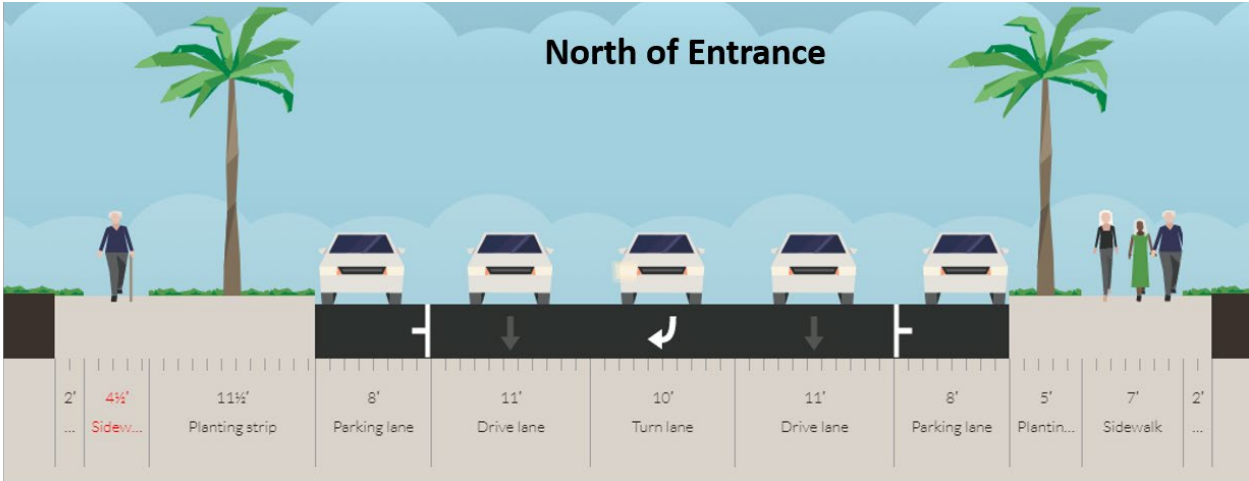 North of Entrance
2' 4½' 11½' 8' 11' 10' 11' 8' 5' 7' 2'
... Sidew... Planting strip Parking lane Drive lane Turn lane Drive lane Parking lane Plantin... Sidewalk ...